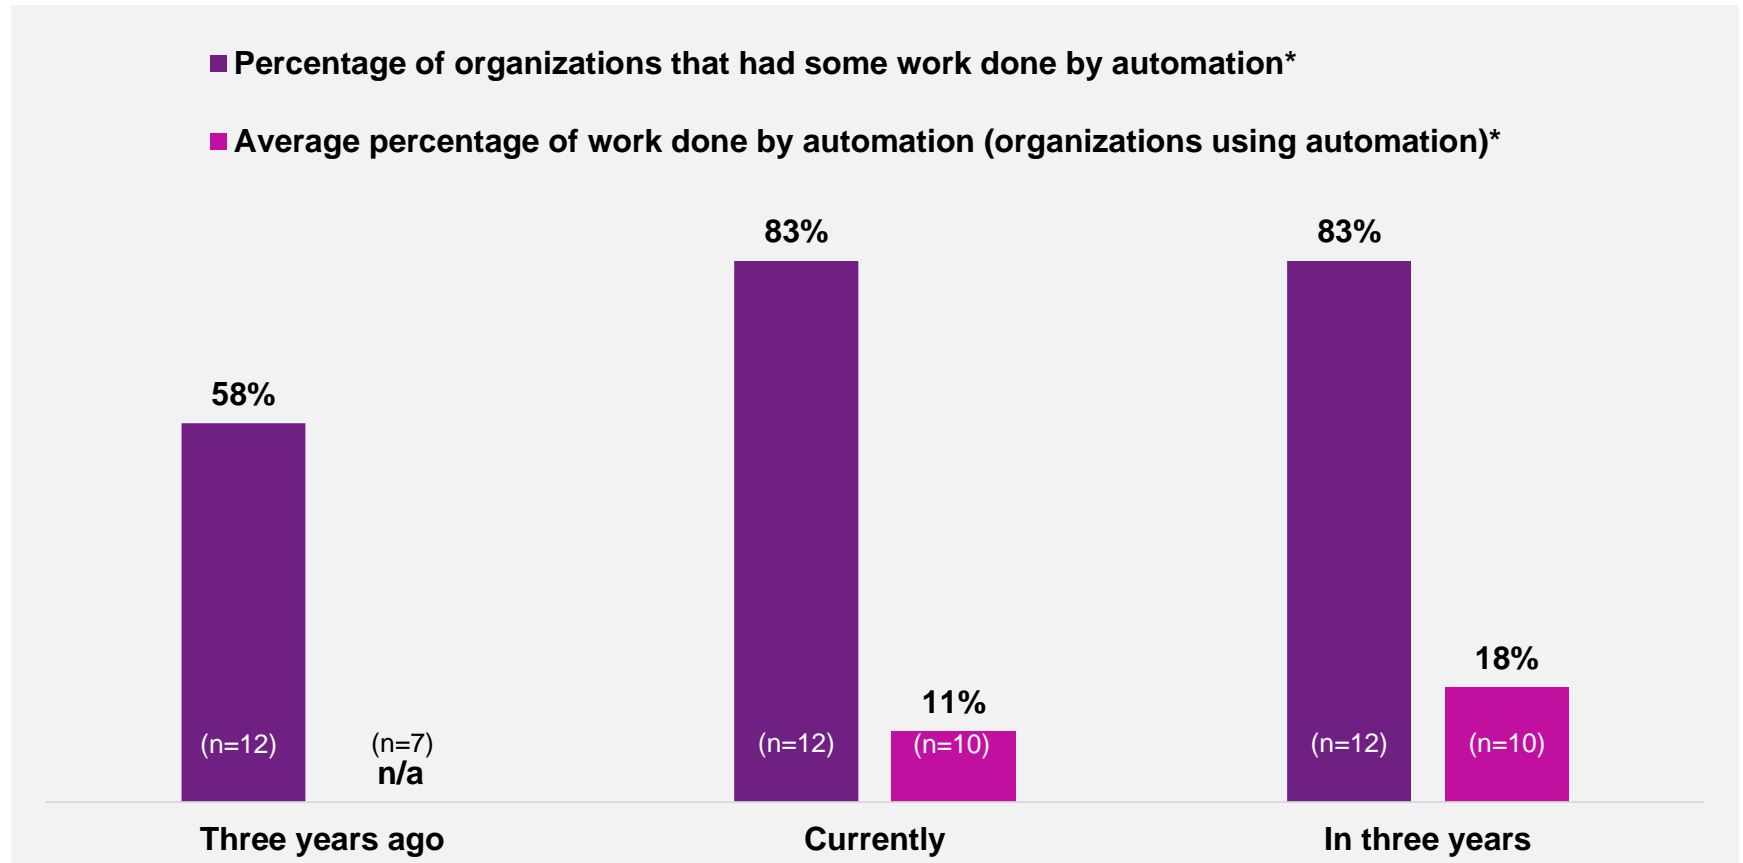 Percentage of organizations that had some work done by automation*
Average percentage of work done by automation (organizations using automation)*
83%
83%
58%
18%
11%
(n=12)
(n=7)
n/a
(n=12)
(n=10)
(n=12)
(n=10)
Three years ago
Currently
In three years